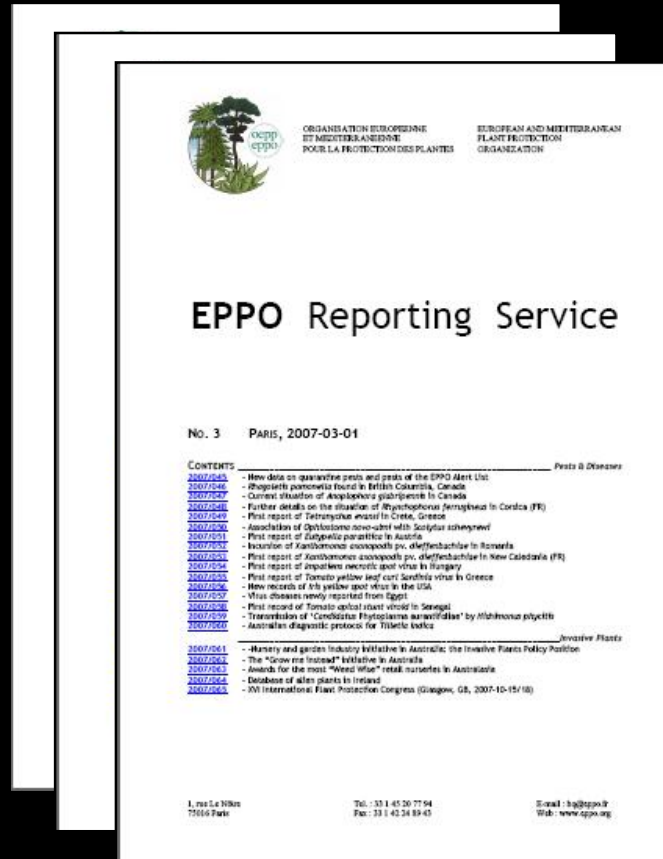 oepp
eppo
ORGANISATION EUROPEENNE
ET MEDITERRANEENNE
POUR LA PROTECTION DES PLANTES
EUROPEAN AND MEDITERRANEAN
PLANT PROTECTION
ORGANIZATION
EPPO Reporting Service
NO. 3 PARIS, 2007-03-01
CONTENTS Pests & Diseases
2007/045 - New data on quarantine pests and pests of the EPPO Alert List
2007/046 - Rhagoletis pomonella found in British Columbia, Canada
2007/047 - Current situation of Anoplophora glabripennis in Canada
2007/048 - Further details on the situation of Rhynchophorus ferrugineus in Corsica (FR)
2007/049 - First report of Tetranychus evansi in Crete, Greece
2007/050 - Association of Ophiostoma novo-ulmi with Scolytus schevyrewi
2007/051 - First report of Eutypella parasitica in Austria
2007/052 - Incursion of Xanthomonas axonopodis pv. dieffenbachiae in Romania
2007/053 - First report of Xanthomonas axonopodis pv. dieffenbachiae in New Caledonia (FR)
2007/054 - First report of Impatiens necrotic spot virus in Hungary
2007/055 - First report of Tomato yellow leaf curl Sardinia virus in Greece
2007/056 - New records of Iris yellow spot virus in the USA
2007/057 - Virus diseases newly reported from Egypt
2007/058 - First record of Tomato apical stunt viroid in Senegal
2007/059 - Transmission of 'Candidatus Phytoplasma aurantifoliae' by Hishimonus phycitis
2007/060 - Australian diagnostic protocol for Tilletia indica
Invasive Plants
2007/061 - -Nursery and garden industry initiative in Australia: the Invasive Plants Policy Position
2007/062 - The "Grow me instead" initiative in Australia
2007/063 - Awards for the most "Weed Wise" retail nurseries in Australasia
2007/064 - Database of alien plants in Ireland
2007/065 - XVI International Plant Protection Congress (Glasgow, GB, 2007-10-15/18)
1, rue Le Nôtre
75016 Paris
Tel. : 33 1 45 20 77 94
Fax : 33 1 42 24 89 43
E-mail : hq@eppo.fr
Web : www.eppo.org